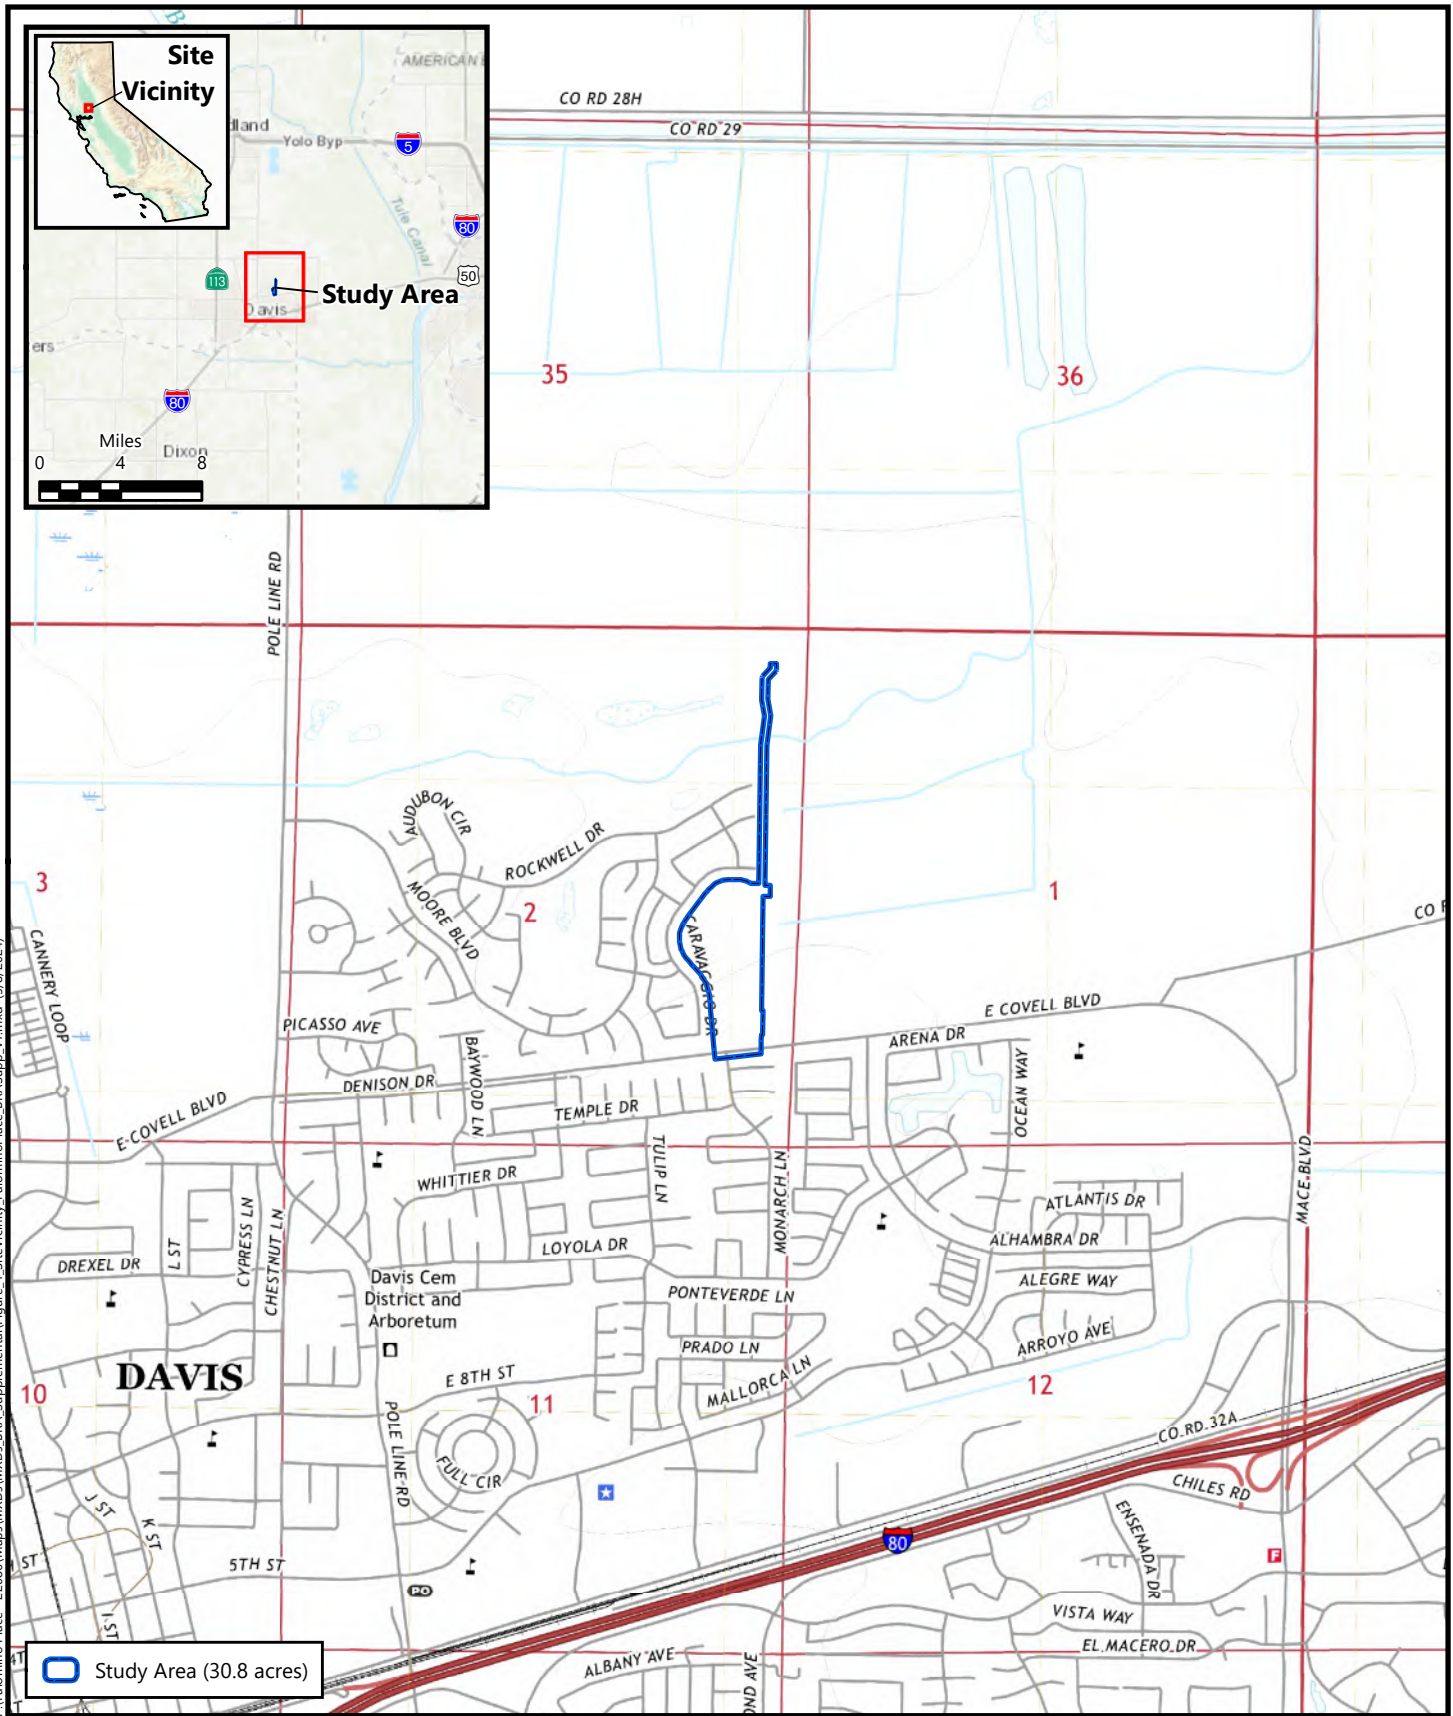 Site
Vicinity
AMERICAN
dland
Yolo Byp
5
Tule Canal
80
50
113
Study Area
Davis
ers
80
Miles
Dixon
0 4 8
CO RD 28H
CO RD 29
35
36
POLE LINE RD
AUDUBON CIR
ROCKWELL DR
MOORE BLVD
3
2
1
CARAVAGGIO DR
CO R
CANNERY LOOP
E COVELL BLVD
PICASSO AVE
ARENA DR
BAYWOOD LN
OCEAN WAY
DENISON DR
TEMPLE DR
E COVELL BLVD
TULIP LN
MONARCH LN
MACE BLVD
WHITTIER DR
ATLANTIS DR
CYPRESS LN
CHESTNUT LN
L ST
LOYOLA DR
ALHAMBRA DR
DREXEL DR
Davis Cem
District and
Arboretum
ALEGRE WAY
PONTEVERDE LN
PRADO LN
ARROYO AVE
DAVIS
E 8TH ST
MALLORCA LN
10
11
12
POLE LINE RD
CO RD 32A
FULL CIR
CHILES RD
J ST
K ST
ENSENADA DR
80
F
ST
5TH ST
PO
I ST
VISTA WAY
EL MACERO DR
4T
ALBANY AVE
OND AVE
T
Study Area (30.8 acres)